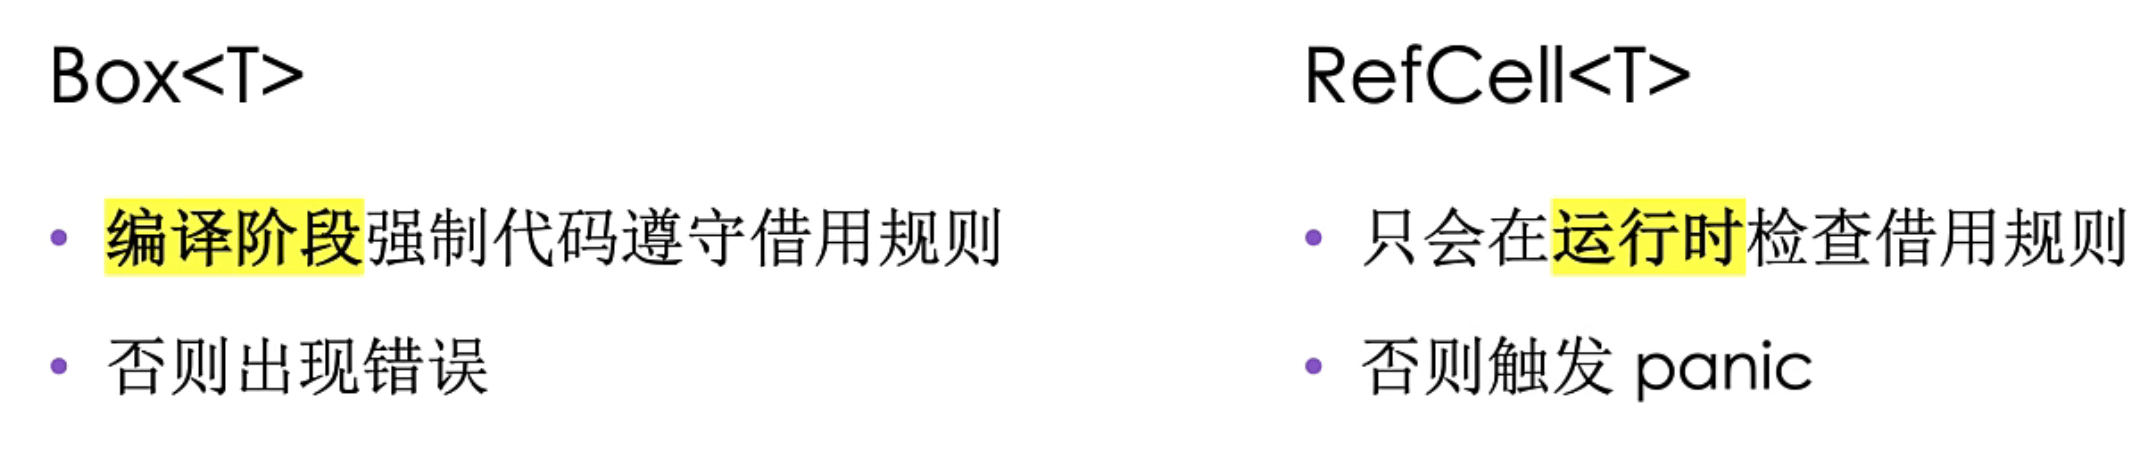 Box<T>
• 编译阶段强制代码遵守借用规则
• 否则出现错误
RefCell<T>
• 只会在运行时检查借用规则
• 否则触发 panic